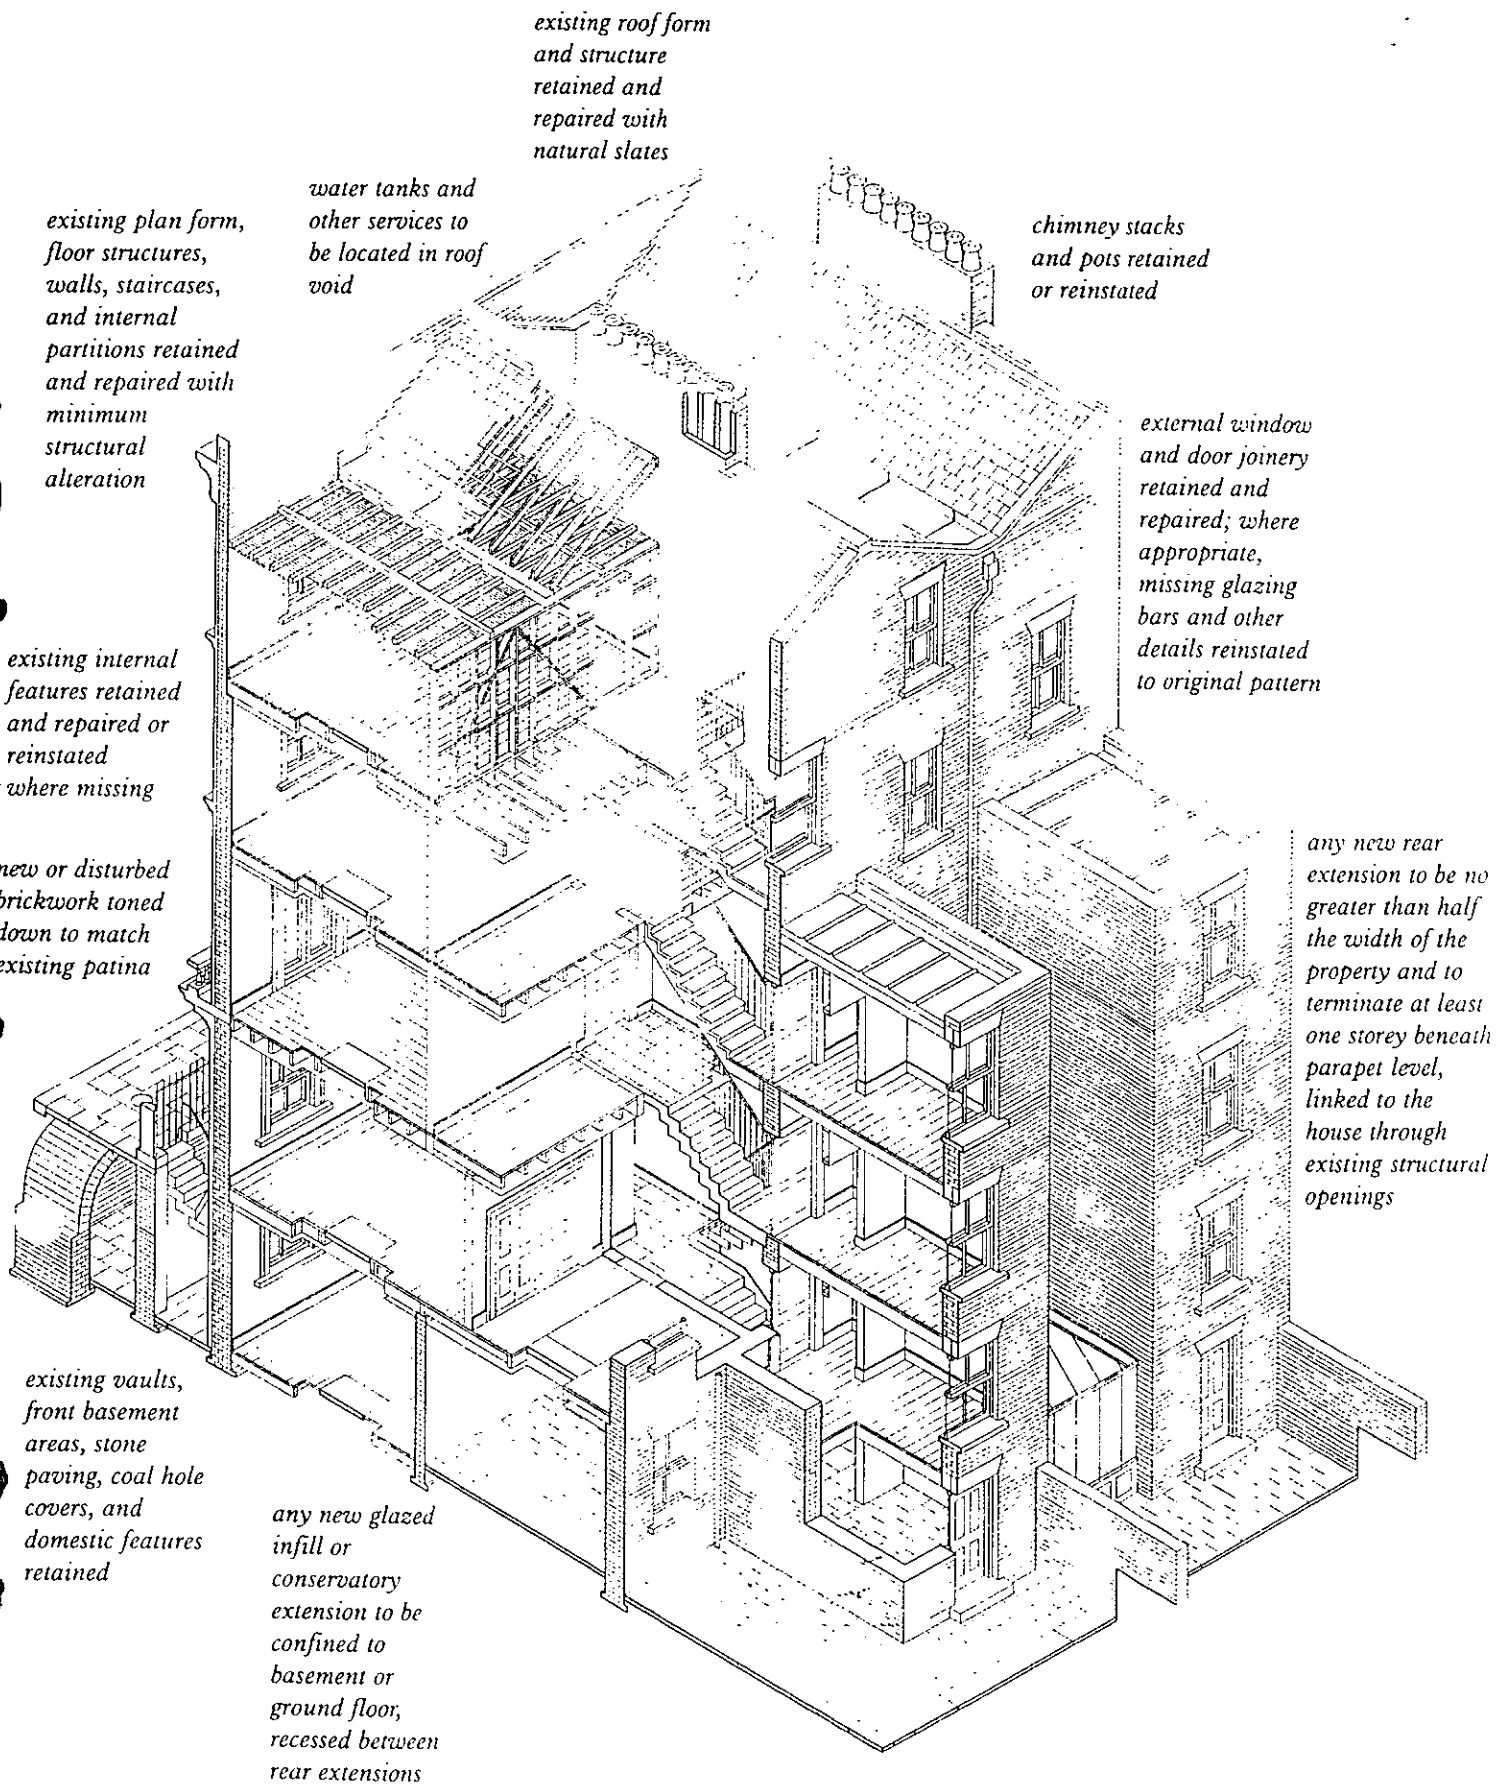 existing roof form
and structure
retained and
repaired with
natural slates
water tanks and
other services to
be located in roof
void
existing plan form,
floor structures,
walls, staircases,
and internal
partitions retained
and repaired with
minimum
structural
alteration
chimney stacks
and pots retained
or reinstated
external window
and door joinery
retained and
repaired; where
appropriate,
missing glazing
bars and other
details reinstated
to original pattern
existing internal
features retained
and repaired or
reinstated
where missing
new or disturbed
brickwork toned
down to match
existing patina
any new rear
extension to be no
greater than half
the width of the
property and to
terminate at least
one storey beneath
parapet level,
linked to the
house through
existing structural
openings
existing vaults,
front basement
areas, stone
paving, coal hole
covers, and
domestic features
retained
any new glazed
infill or
conservatory
extension to be
confined to
basement or
ground floor,
recessed between
rear extensions